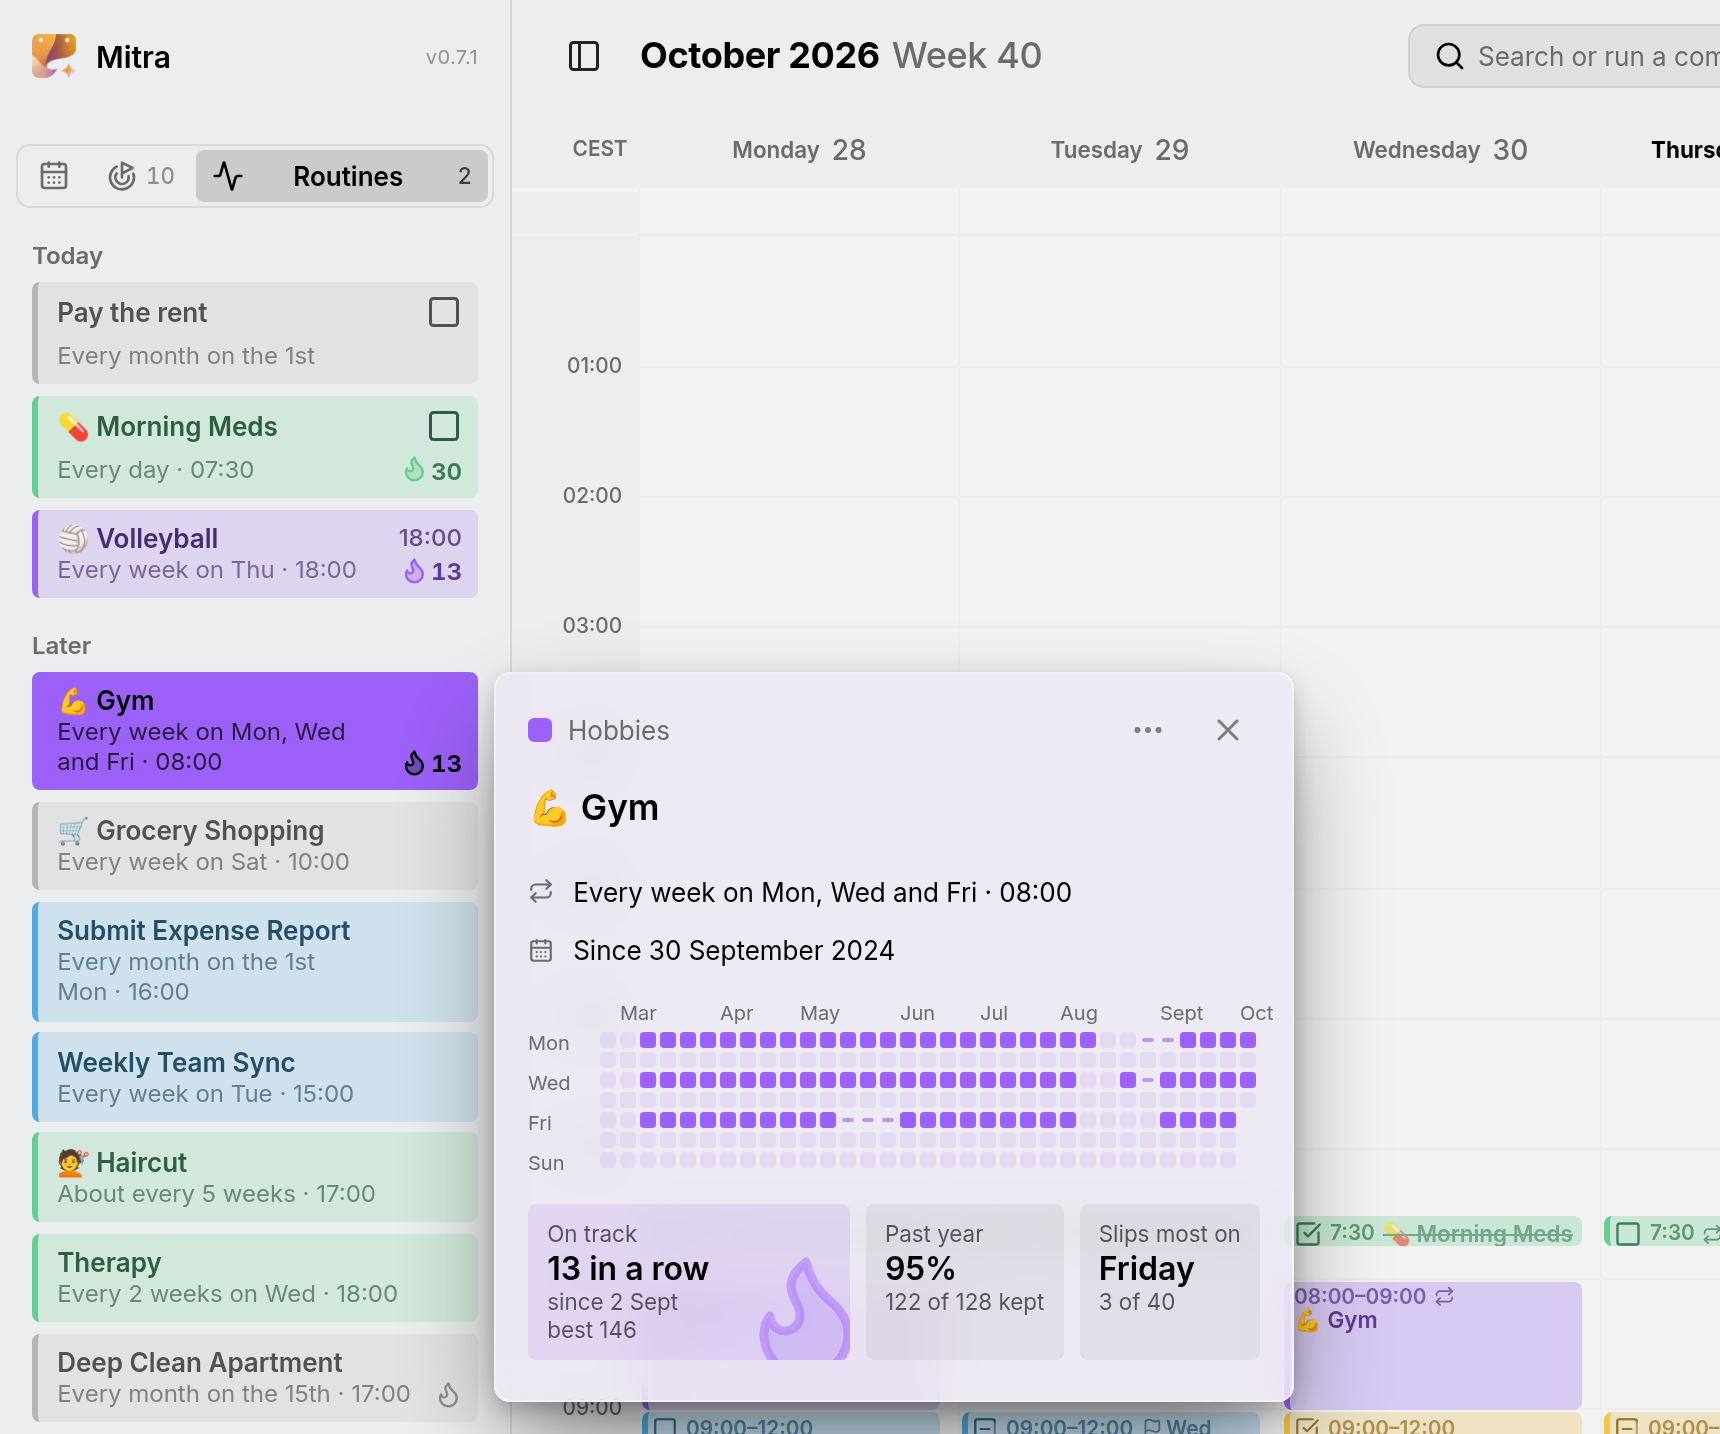 Mitra
v0.7.1
10
Routines
2
Today
Pay the rent
Every month on the 1st
💊 Morning Meds
Every day · 07:30
30
🏐 Volleyball
18:00
Every week on Thu · 18:00
13
Later
💪 Gym
Every week on Mon, Wed
and Fri · 08:00
13
🛒 Grocery Shopping
Every week on Sat · 10:00
Submit Expense Report
Every month on the 1st
Mon · 16:00
Weekly Team Sync
Every week on Tue · 15:00
💇 Haircut
About every 5 weeks · 17:00
Therapy
Every 2 weeks on Wed · 18:00
Deep Clean Apartment
Every month on the 15th · 17:00
October 2026 Week 40
Search or run a com
CEST
Monday 28
Tuesday 29
Wednesday 30
Thurs
01:00
02:00
03:00
Hobbies
💪 Gym
Every week on Mon, Wed and Fri · 08:00
Since 30 September 2024
Mar Apr May Jun Jul Aug Sept Oct
Mon
Wed
Fri
Sun
On track
13 in a row
since 2 Sept
best 146
Past year
95%
122 of 128 kept
Slips most on
Friday
3 of 40
7:30 💊 Morning Meds
7:30
08:00–09:00
💪 Gym
09:00
09:00–12:00
09:00–12:00 Wed
09:00–12:00
09:00–